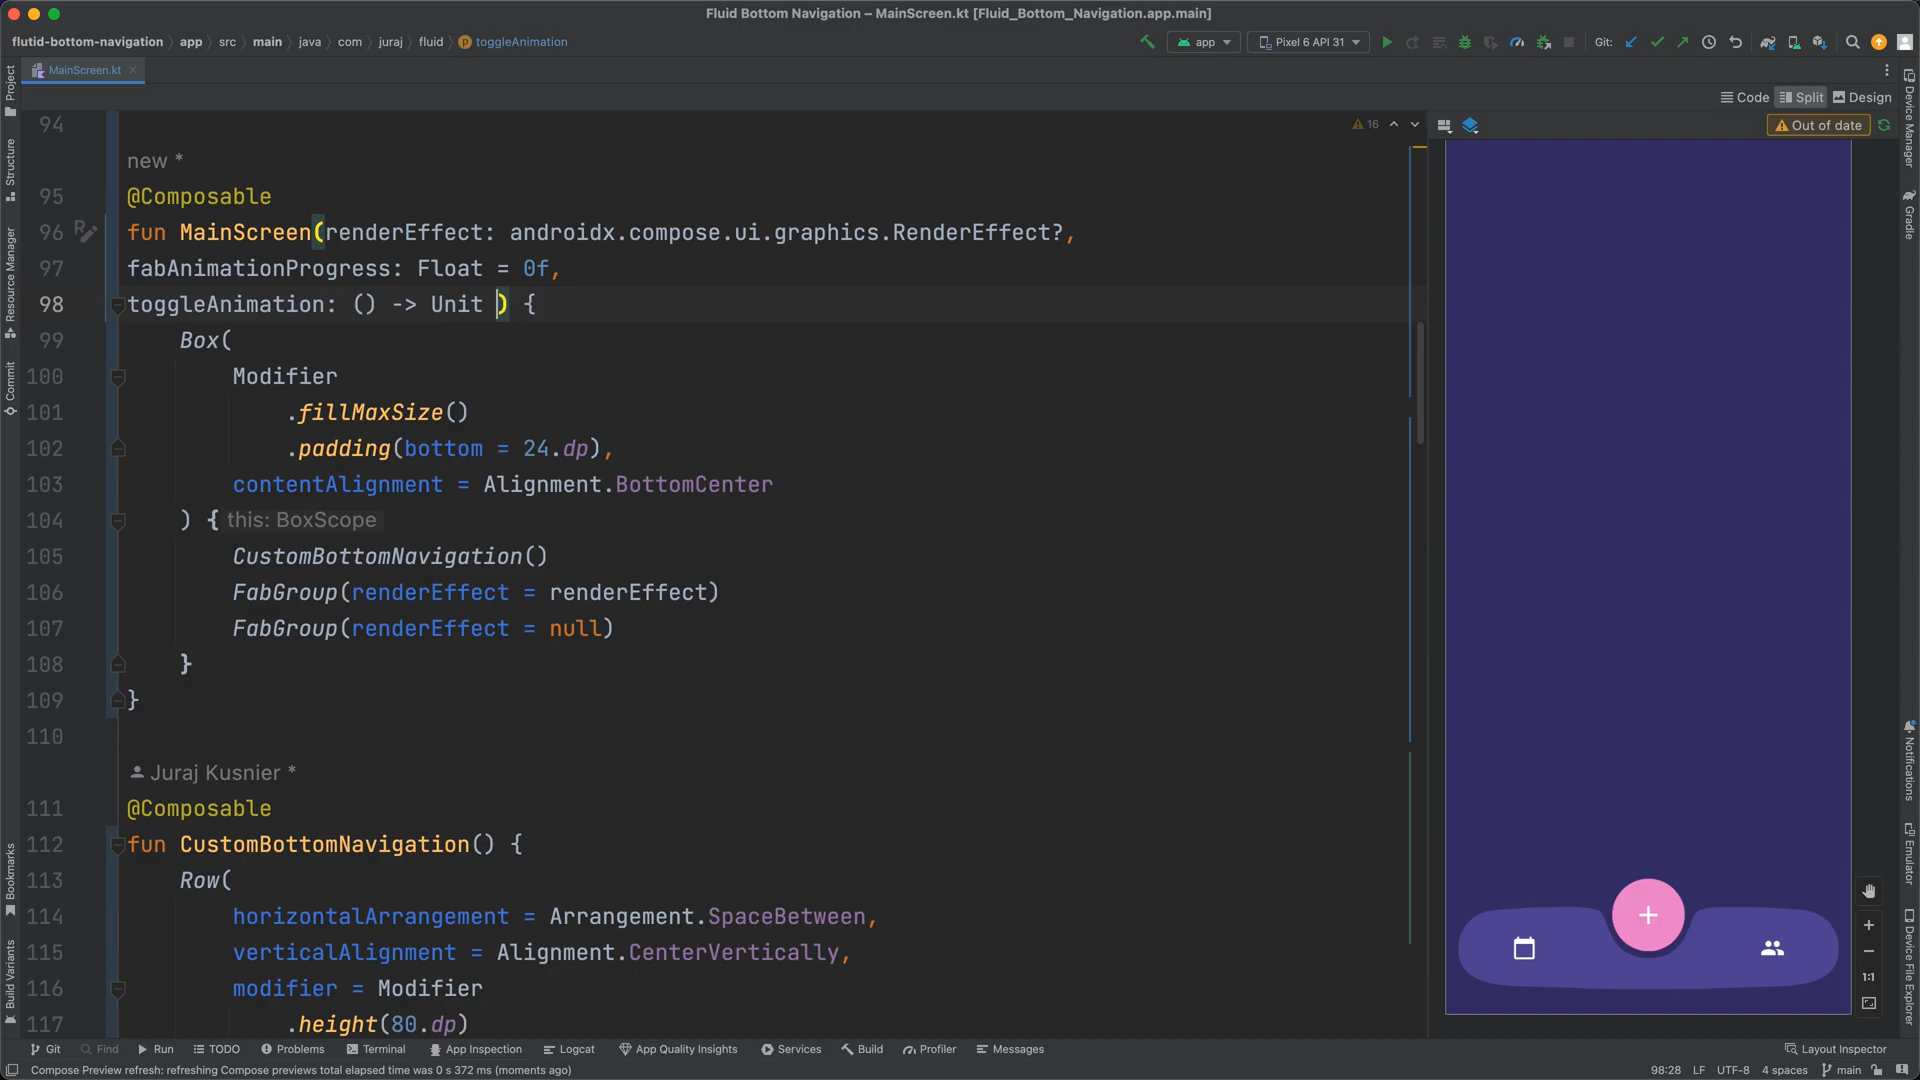 Fluid Bottom Navigation – MainScreen.kt [Fluid_Bottom_Navigation.app.main]
flutid-bottom-navigation app src main java com juraj fluid toggleAnimation
app Pixel 6 API 31 Git:
MainScreen.kt
Code Split Design
16
Out of date
94
new *
95 @Composable
96 fun MainScreen(renderEffect: androidx.compose.ui.graphics.RenderEffect?,
97 fabAnimationProgress: Float = 0f,
98 toggleAnimation: () -> Unit ) {
99 Box(
100 Modifier
101 .fillMaxSize()
102 .padding(bottom = 24.dp),
103 contentAlignment = Alignment.BottomCenter
104 ) { this: BoxScope
105 CustomBottomNavigation()
106 FabGroup(renderEffect = renderEffect)
107 FabGroup(renderEffect = null)
108 }
109 }
110
Juraj Kusnier *
111 @Composable
112 fun CustomBottomNavigation() {
113 Row(
114 horizontalArrangement = Arrangement.SpaceBetween,
115 verticalAlignment = Alignment.CenterVertically,
116 modifier = Modifier
117 .height(80.dp)
Project
Structure
Resource Manager
Commit
Bookmarks
Build Variants
Device Manager
Gradle
Notifications
Emulator
Device File Explorer
1:1
Git Find Run TODO Problems Terminal App Inspection Logcat App Quality Insights Services Build Profiler Messages Layout Inspector
Compose Preview refresh: refreshing Compose previews total elapsed time was 0 s 372 ms (moments ago) 98:28 LF UTF-8 4 spaces main